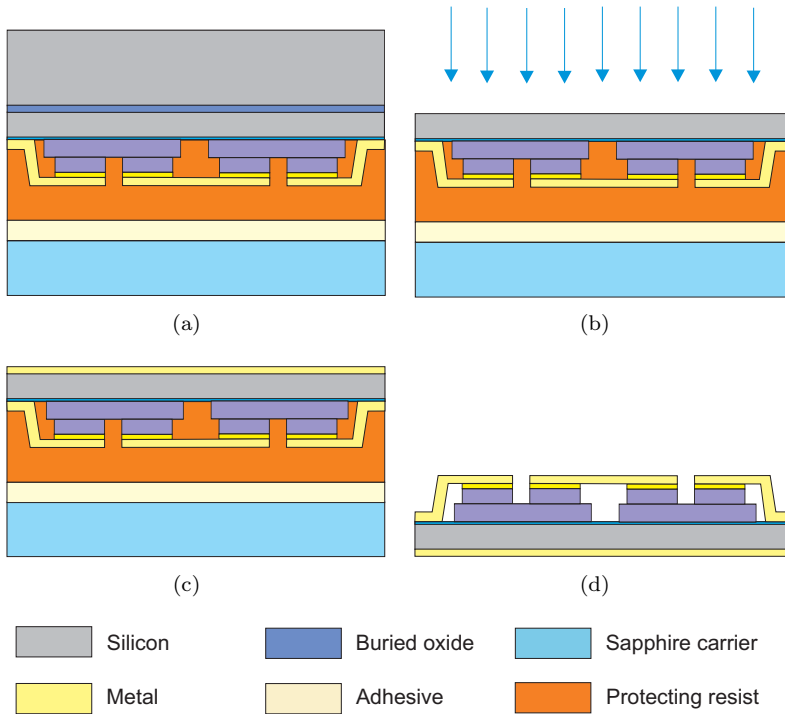 (a)
(b)
(c)
(d)
Silicon
Buried oxide
Sapphire carrier
Metal
Adhesive
Protecting resist